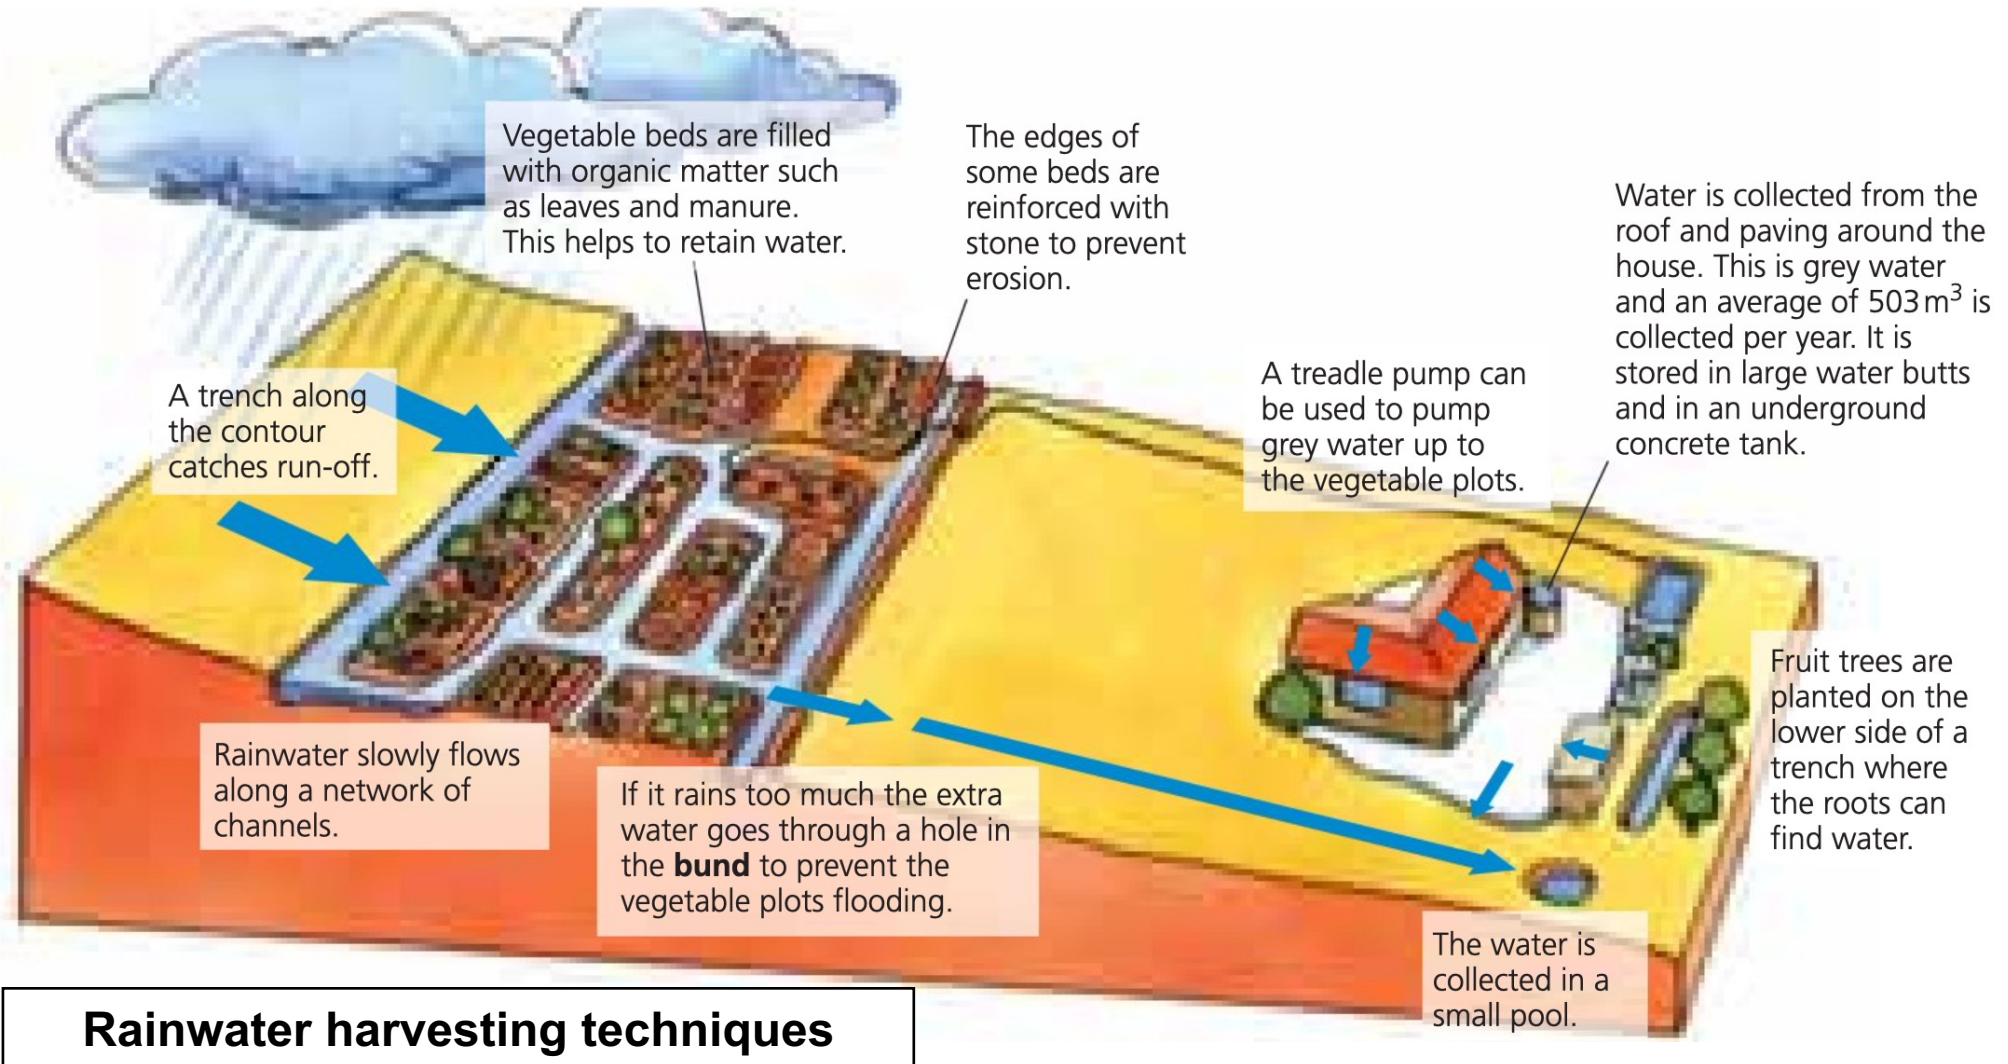 Vegetable beds are filled
with organic matter such
as leaves and manure.
This helps to retain water.
The edges of
some beds are
reinforced with
stone to prevent
erosion.
Water is collected from the
roof and paving around the
house. This is grey water
and an average of 503 m³ is
collected per year. It is
stored in large water butts
and in an underground
concrete tank.
A treadle pump can
be used to pump
grey water up to
the vegetable plots.
A trench along
the contour
catches run-off.
Fruit trees are
planted on the
lower side of a
trench where
the roots can
find water.
Rainwater slowly flows
along a network of
channels.
If it rains too much the extra
water goes through a hole in
the bund to prevent the
vegetable plots flooding.
The water is
collected in a
small pool.
Rainwater harvesting techniques